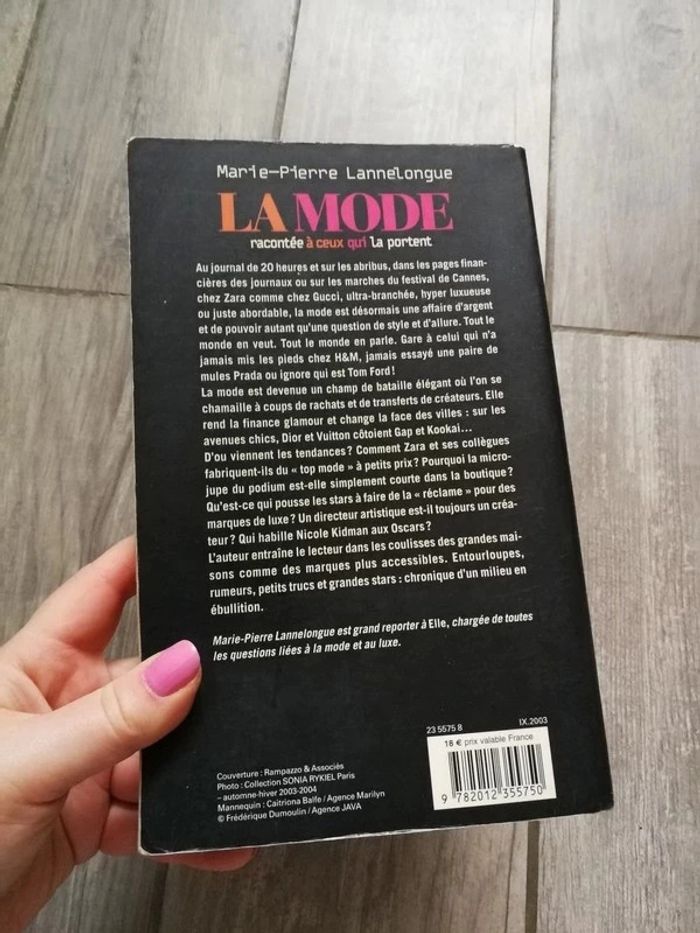 Marie-Pierre Lannelongue
LA MODE
racontée à ceux qui la portent
Au journal de 20 heures et sur les abribus, dans les pages finan-
cières des journaux ou sur les marches du festival de Cannes,
chez Zara comme chez Gucci, ultra-branchée, hyper luxueuse
ou juste abordable, la mode est désormais une affaire d'argent
et de pouvoir autant qu'une question de style et d'allure. Tout le
monde en veut. Tout le monde en parle. Gare à celui qui n'a
jamais mis les pieds chez H&M, jamais essayé une paire de
mules Prada ou ignore qui est Tom Ford !
La mode est devenue un champ de bataille élégant où l'on se
chamaille à coups de rachats et de transferts de créateurs. Elle
rend la finance glamour et change la face des villes : sur les
avenues chics, Dior et Vuitton côtoient Gap et Kookai...
D'ou viennent les tendances ? Comment Zara et ses collègues
fabriquent-ils du « top mode » à petits prix ? Pourquoi la micro-
jupe du podium est-elle simplement courte dans la boutique ?
Qu'est-ce qui pousse les stars à faire de la « réclame » pour des
marques de luxe ? Un directeur artistique est-il toujours un créa-
teur ? Qui habille Nicole Kidman aux Oscars ?
L'auteur entraîne le lecteur dans les coulisses des grandes mai-
sons comme des marques plus accessibles. Entourloupes,
rumeurs, petits trucs et grandes stars : chronique d'un milieu en
ébullition.
Marie-Pierre Lannelongue est grand reporter à Elle, chargée de toutes
les questions liées à la mode et au luxe.
23 5575 8 IX.2003
18 € prix valable France
9 782012 355750
Couverture : Rampazzo & Associés
Photo : Collection SONIA RYKIEL Paris
– automne-hiver 2003-2004
Mannequin : Caitriona Balfe / Agence Marilyn
© Frédérique Dumoulin / Agence JAVA